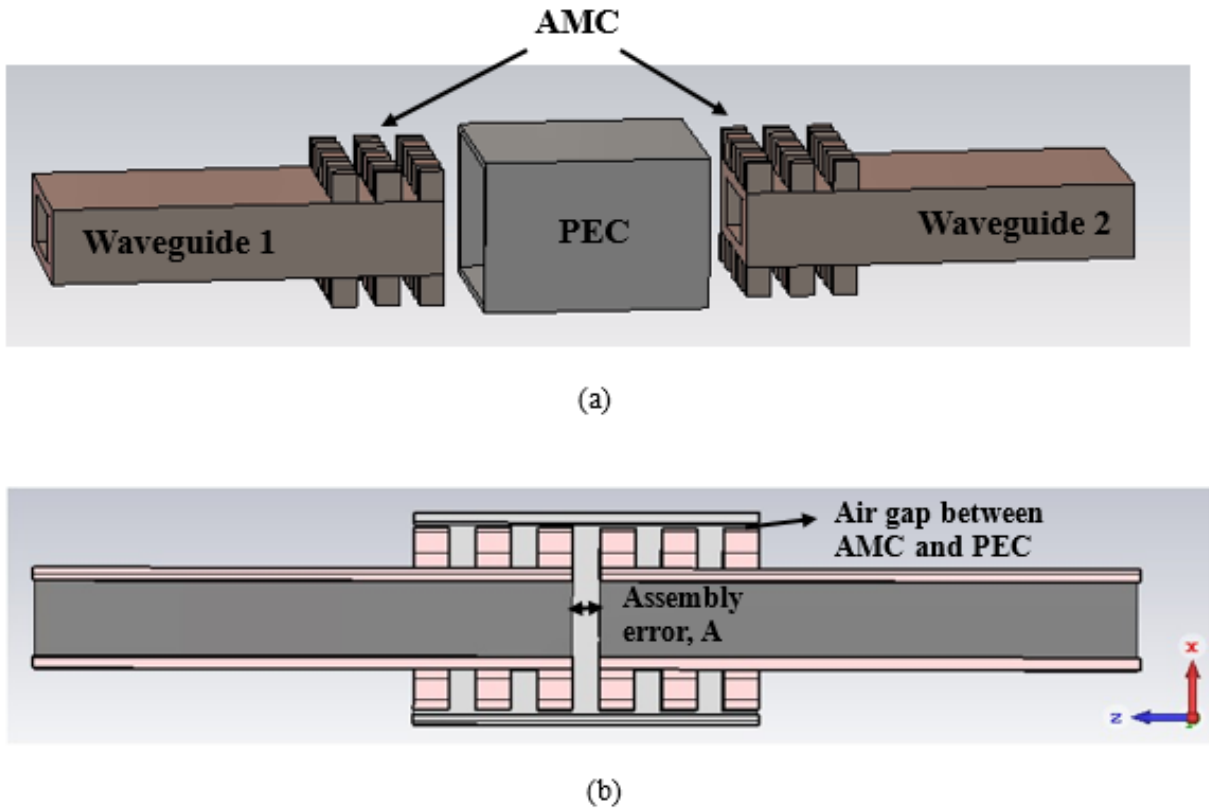 AMC
Waveguide 1
PEC
Waveguide 2
(a)
Air gap between
AMC and PEC
Assembly
error, A
x
z
(b)